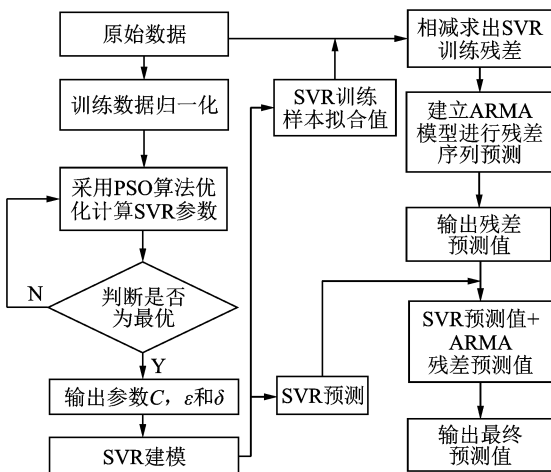 原始数据
训练数据归一化
采用PSO算法优
化计算SVR参数
判断是否
为最优
N
Y
输出参数C，ε和δ
SVR建模
SVR训练
样本拟合值
SVR预测
相减求出SVR
训练残差
建立ARMA
模型进行残差
序列预测
输出残差
预测值
SVR预测值+
ARMA
残差预测值
输出最终
预测值